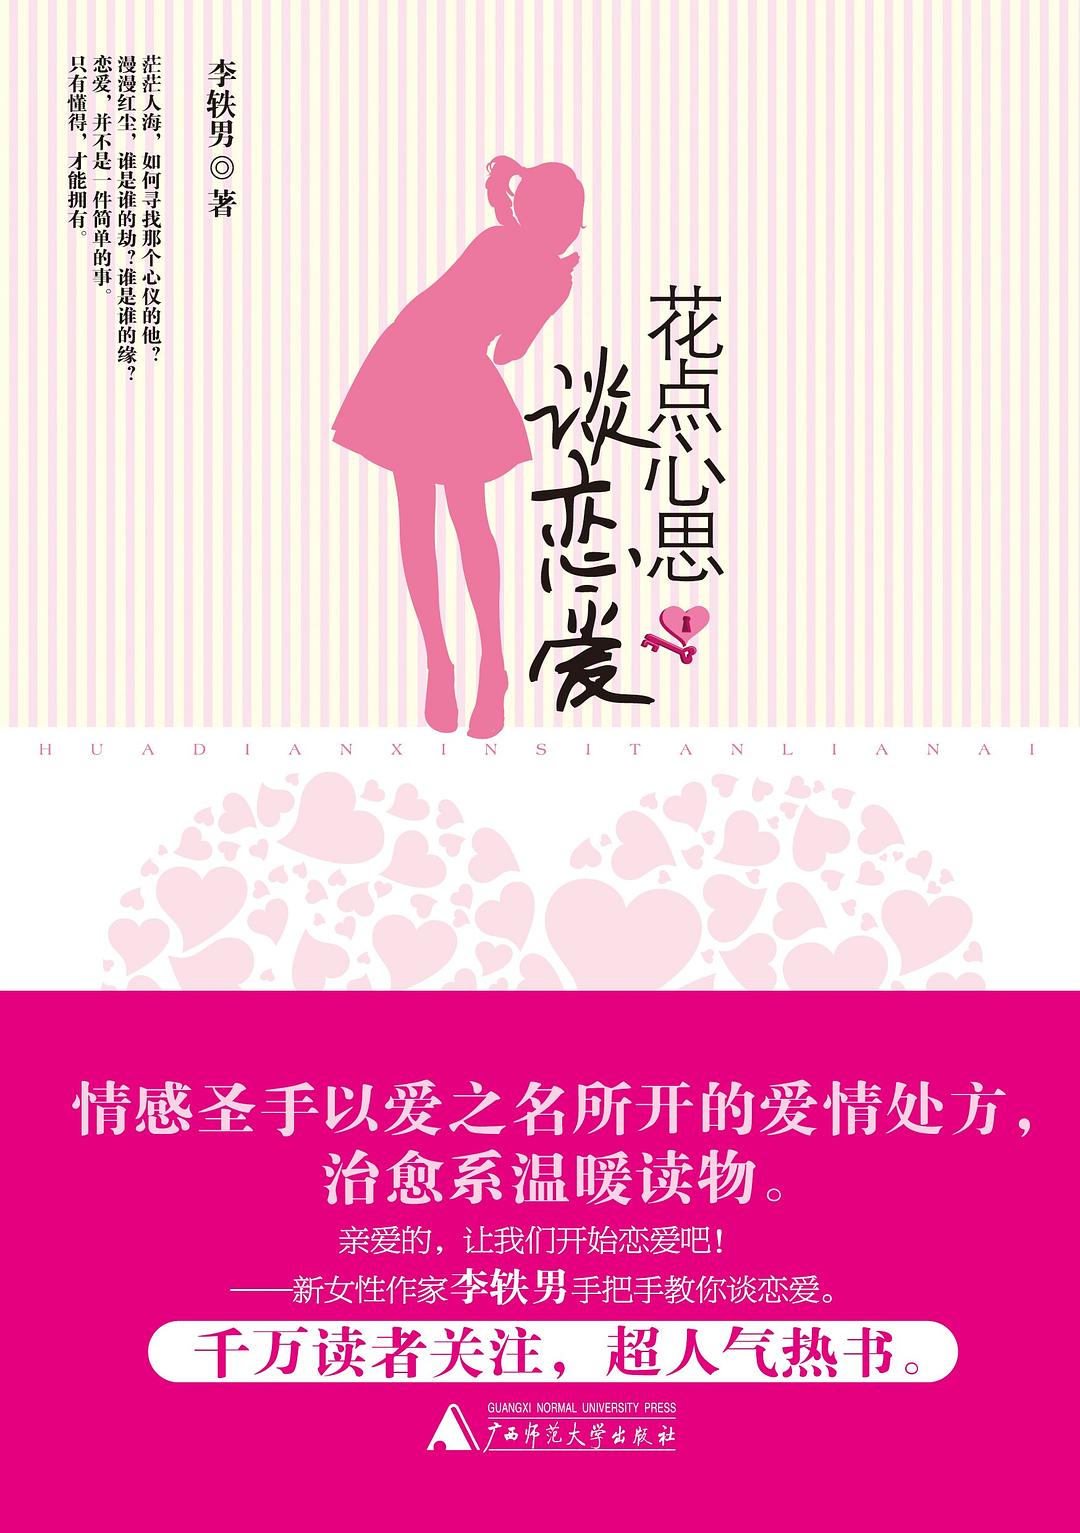 茫茫人海，如何寻找那个心仪的他？
漫漫红尘，谁是谁的劫？谁是谁的缘？
恋爱，并不是一件简单的事。
只有懂得，才能拥有。
李轶男◎著
花点心思
谈恋爱
HUADIANXINSITANLIANAI
情感圣手以爱之名所开的爱情处方，
治愈系温暖读物。
亲爱的，让我们开始恋爱吧！
——新女性作家李轶男手把手教你谈恋爱。
千万读者关注，超人气热书。
GUANGXI NORMAL UNIVERSITY PRESS
广西师范大学出版社